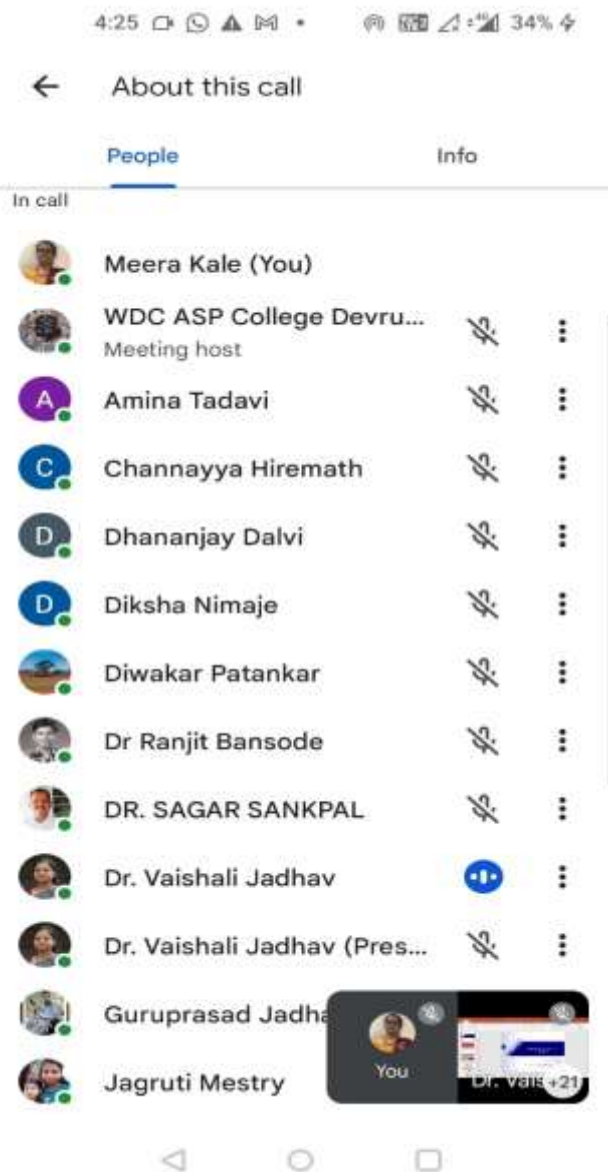 4:25 34%
About this call
People Info
In call
Meera Kale (You)
WDC ASP College Devru...
Meeting host
A Amina Tadavi
C Channayya Hiremath
D Dhananjay Dalvi
D Diksha Nimaje
Diwakar Patankar
Dr Ranjit Bansode
DR. SAGAR SANKPAL
Dr. Vaishali Jadhav
Dr. Vaishali Jadhav (Pres...
Guruprasad Jadha
You Dr. Vais +21
Jagruti Mestry